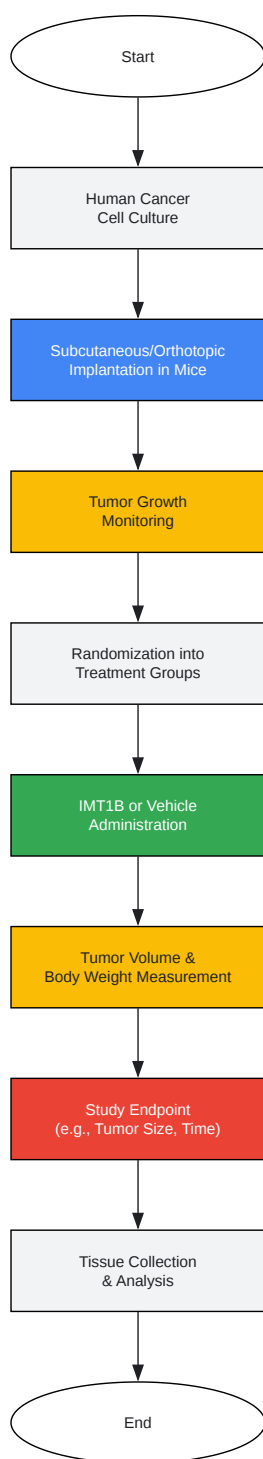 Start
Human Cancer
Cell Culture
Subcutaneous/Orthotopic
Implantation in Mice
Tumor Growth
Monitoring
Randomization into
Treatment Groups
IMT1B or Vehicle
Administration
Tumor Volume &
Body Weight Measurement
Study Endpoint
(e.g., Tumor Size, Time)
Tissue Collection
& Analysis
End